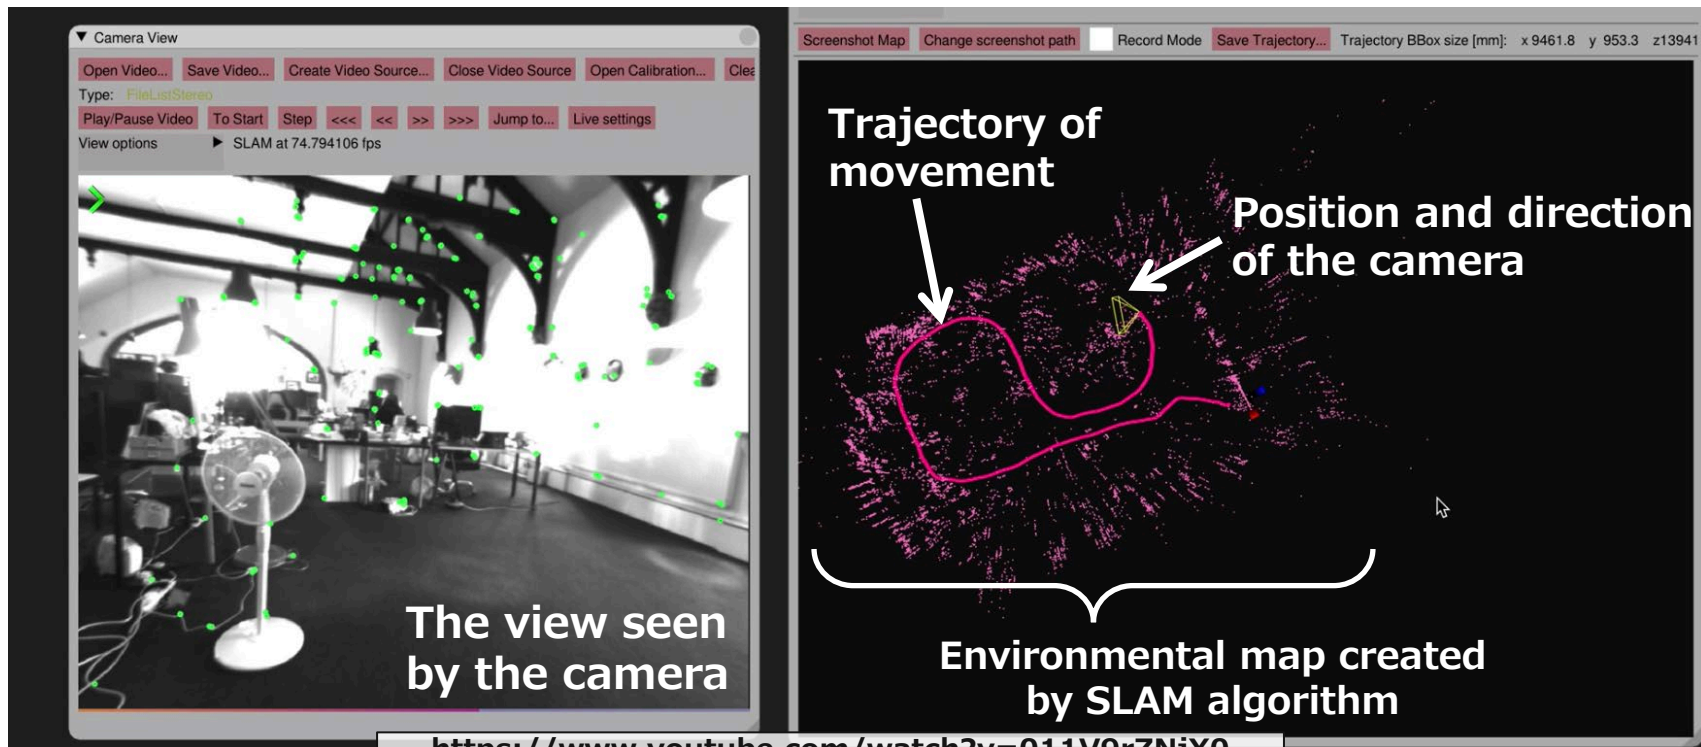 Camera View
Open Video... Save Video... Create Video Source... Close Video Source Open Calibration...
Type: FileListStereo
Play/Pause Video To Start Step <<< << >> >>> Jump to... Live settings
View options SLAM at 74.794106 fps
The view seen
by the camera
Screenshot Map Change screenshot path Record Mode Save Trajectory... Trajectory BBox size [mm]: x 9461.8 y 953.3 z13941
Trajectory of
movement
Position and direction
of the camera
Environmental map created
by SLAM algorithm